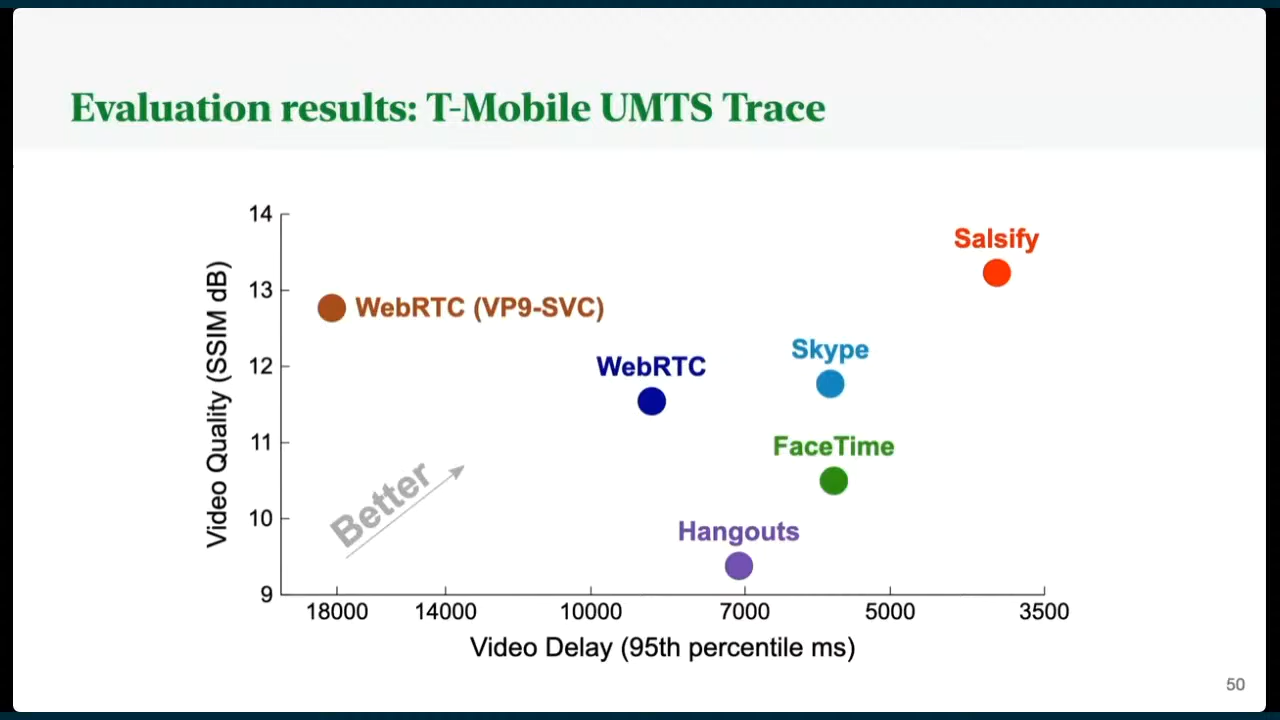 Evaluation results: T-Mobile UMTS Trace
14
13
12
11
10
9
Video Quality (SSIM dB)
Salsify
WebRTC (VP9-SVC)
Skype
WebRTC
FaceTime
Better
Hangouts
18000 14000 10000 7000 5000 3500
Video Delay (95th percentile ms)
50